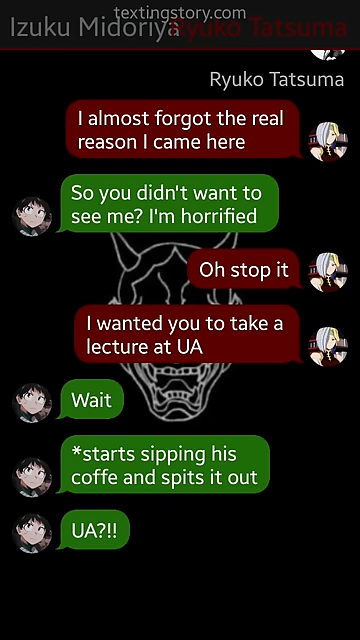 textingstory.com
Izuku Midoriya Ryuko Tatsuma
Ryuko Tatsuma
I almost forgot the real
reason I came here
So you didn't want to
see me? I'm horrified
Oh stop it
I wanted you to take a
lecture at UA
Wait
*starts sipping his
coffe and spits it out
UA?!!